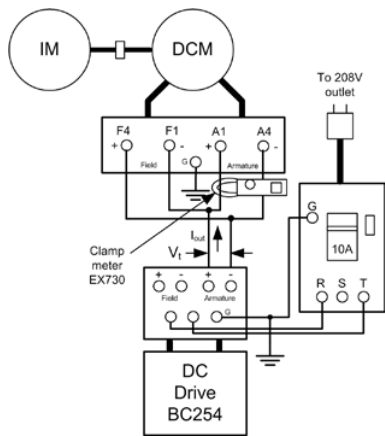 IM
DCM
To 208V
outlet
F4 F1 A1 A4
+ - + -
G
Field Armature
G
10A
Clamp
meter
EX730
Iout
Vt
R S T
+ - + -
Field Armature
G
DC
Drive
BC254